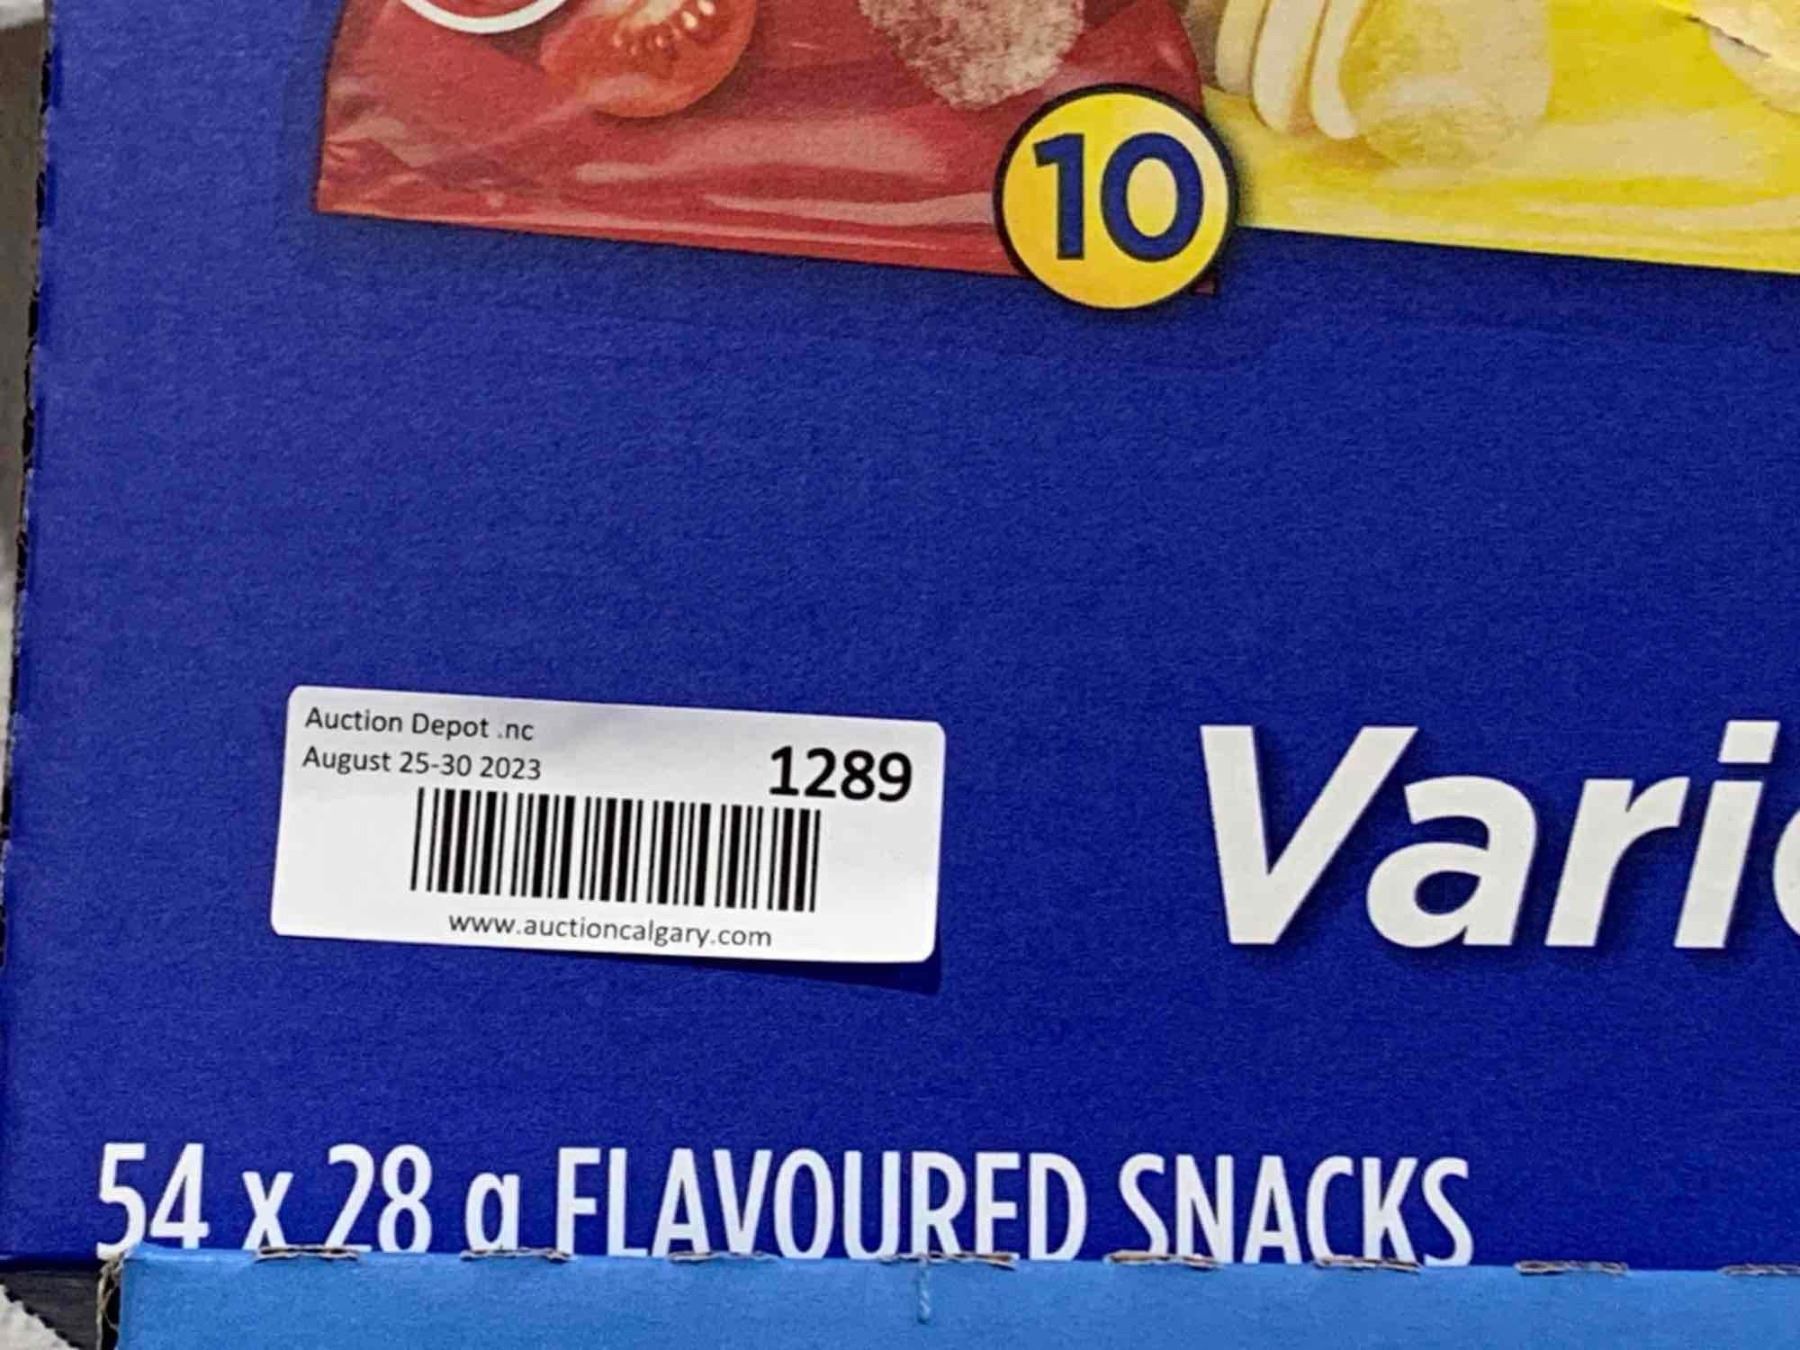 10
Auction Depot .nc
August 25-30 2023
1289
www.auctioncalgary.com
Vari
54 x 28 g FLAVOURED SNACKS